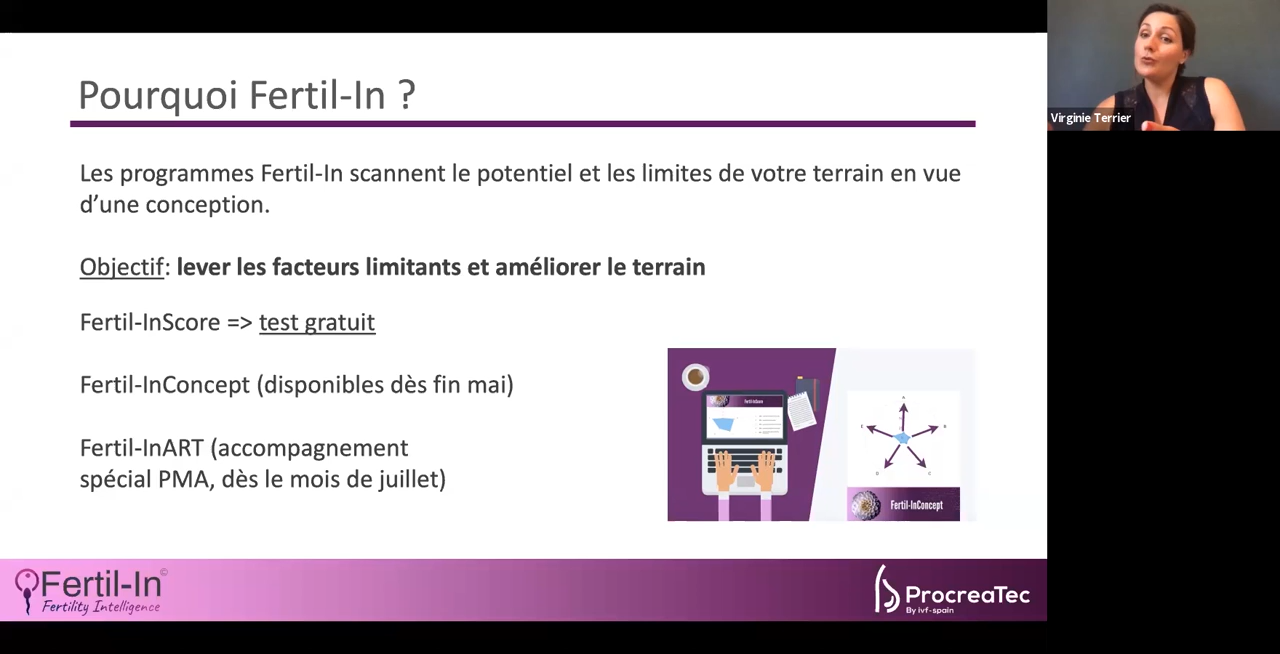 Pourquoi Fertil-In ?
Virginie Terrier
Les programmes Fertil-In scannent le potentiel et les limites de votre terrain en vue
d’une conception.
Objectif: lever les facteurs limitants et améliorer le terrain
Fertil-InScore => test gratuit
Fertil-InConcept (disponibles dès fin mai)
Fertil-InART (accompagnement
spécial PMA, dès le mois de juillet)
Fertil-InScore
A
B
C
D
E
Fertil-InConcept
Fertil-In©
Fertility Intelligence
ProcreaTec
By ivf-spain